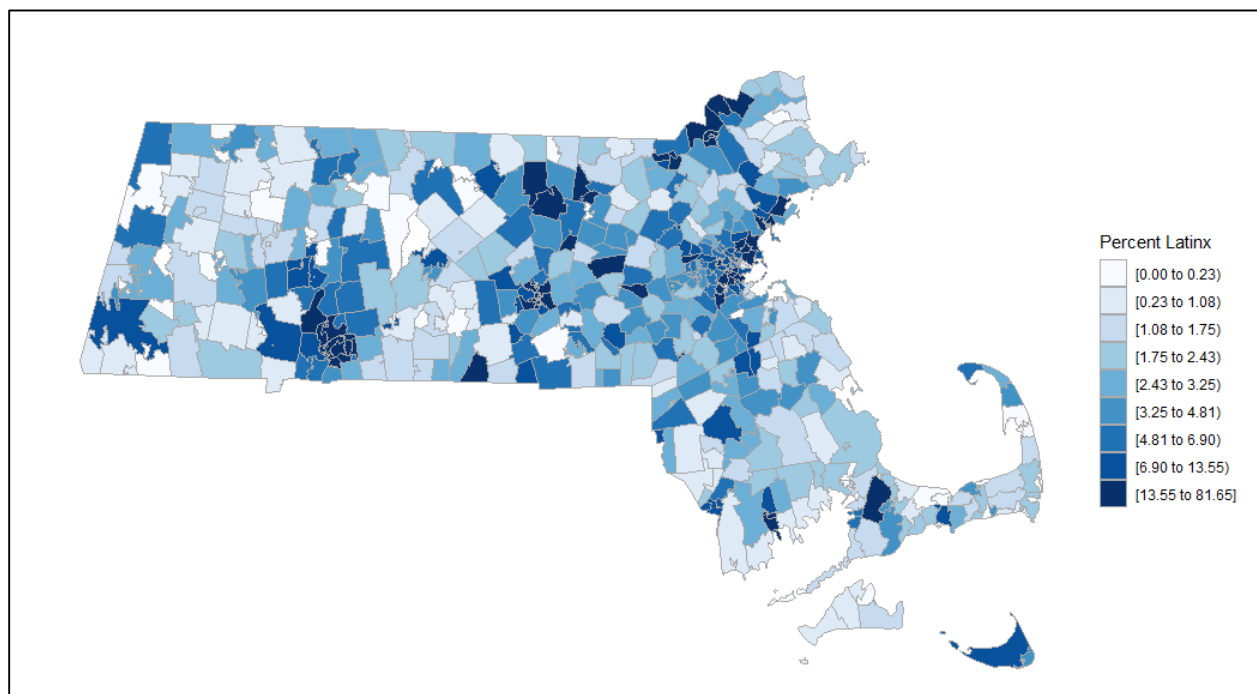 Percent Latinx
[0.00 to 0.23)
[0.23 to 1.08)
[1.08 to 1.75)
[1.75 to 2.43)
[2.43 to 3.25)
[3.25 to 4.81)
[4.81 to 6.90)
[6.90 to 13.55)
[13.55 to 81.65]